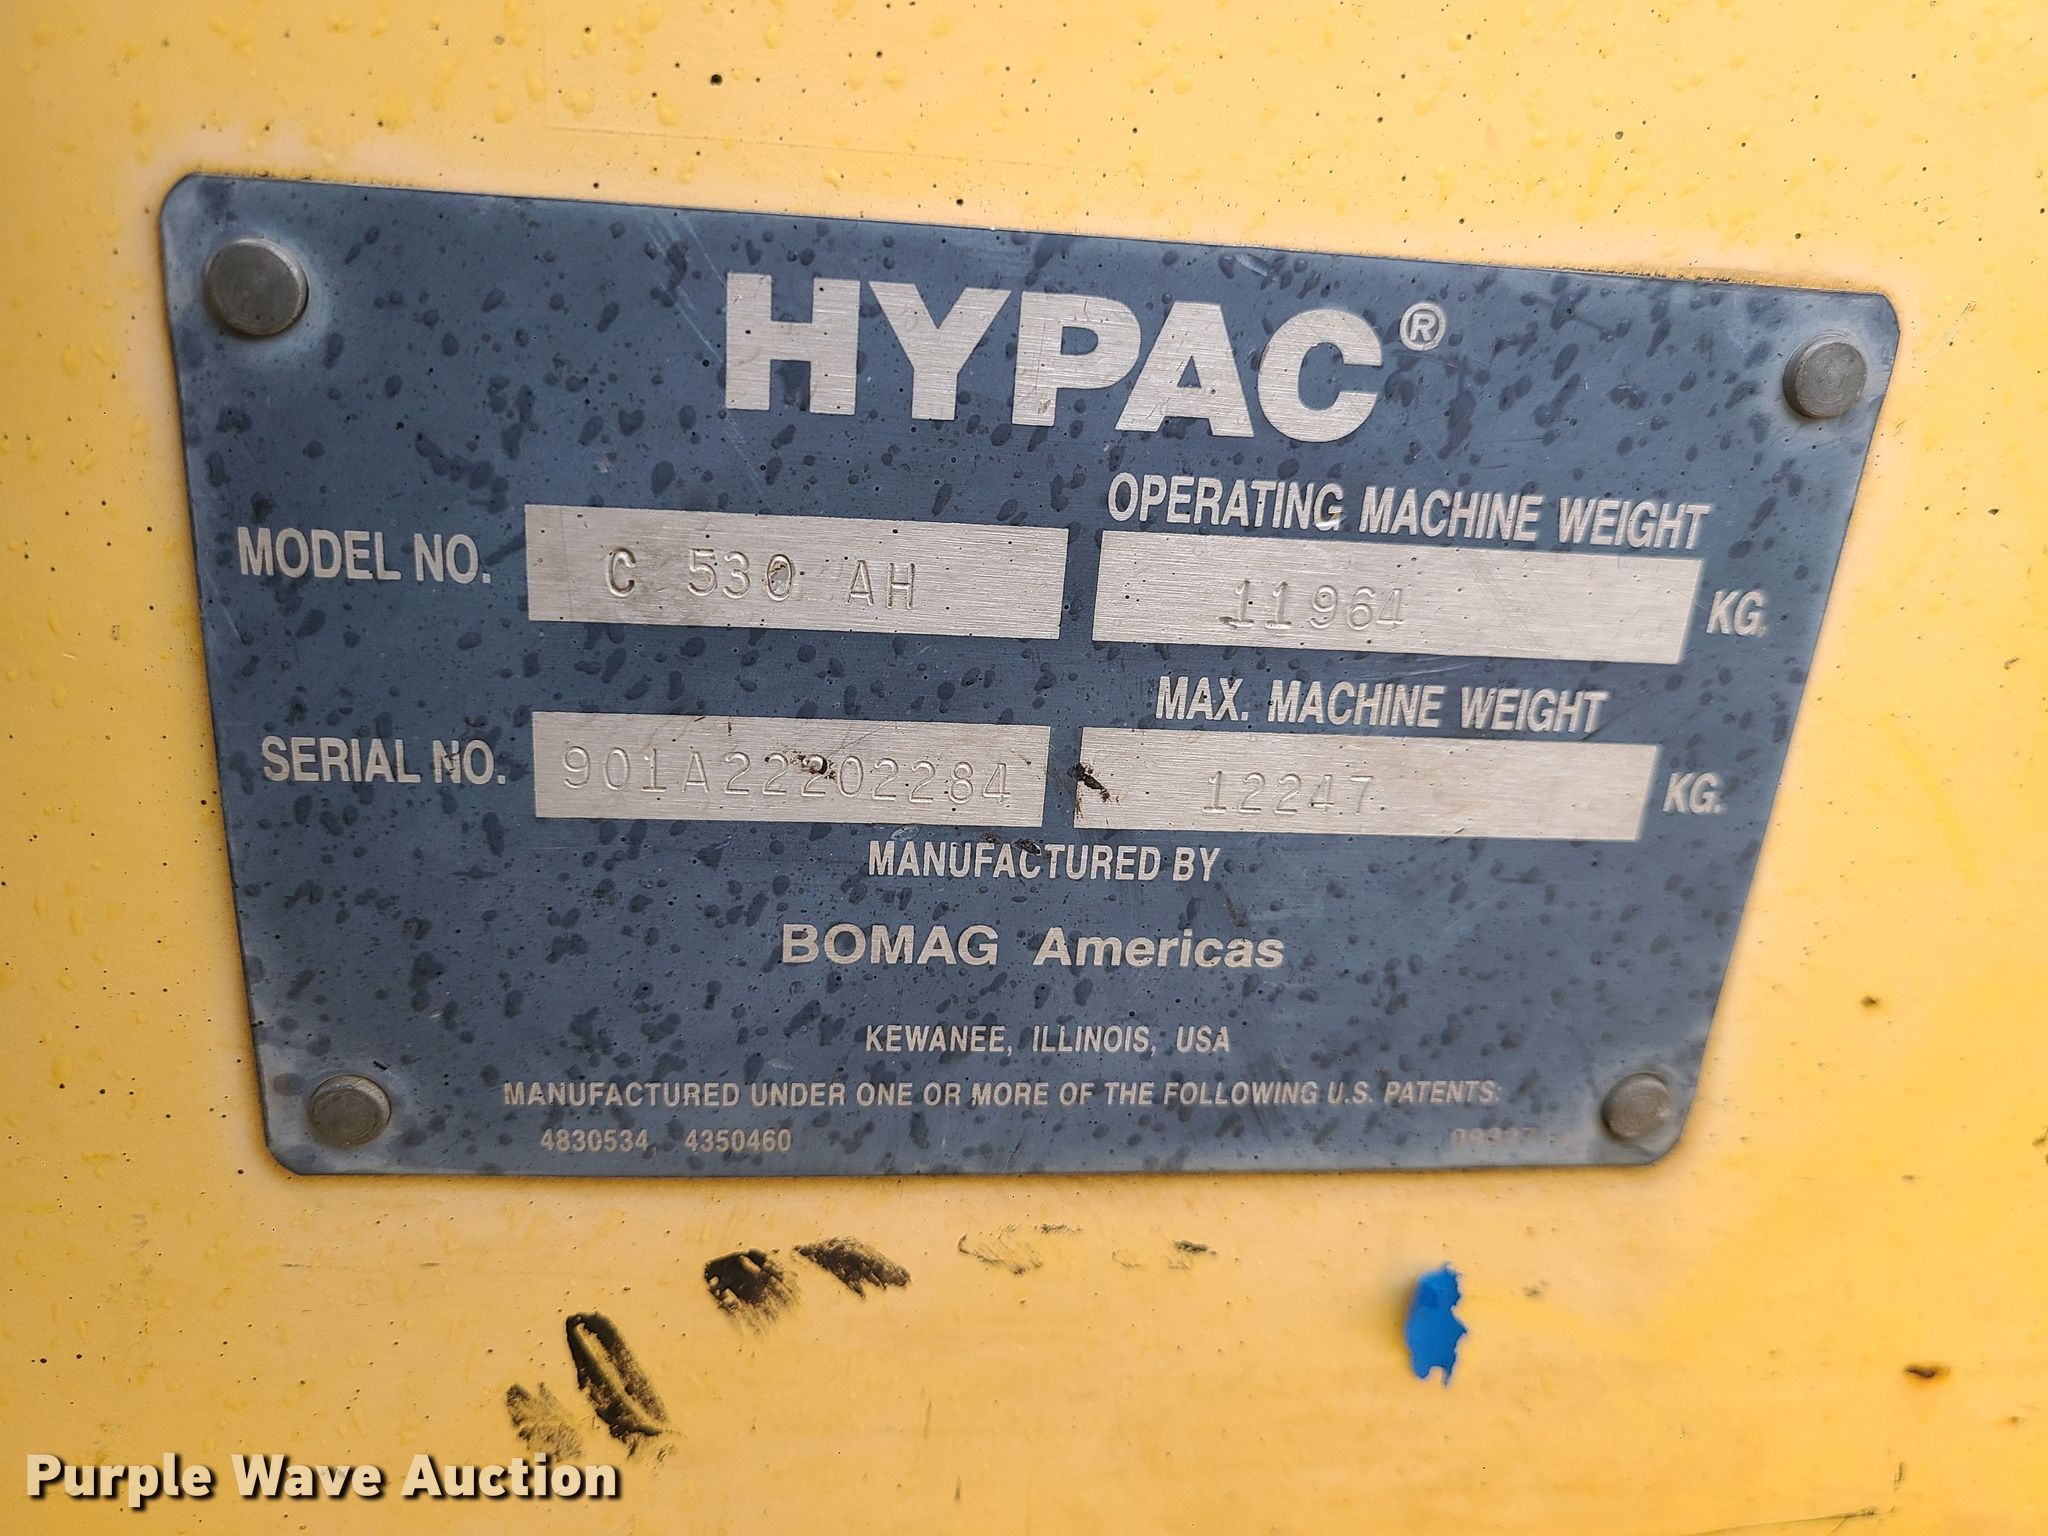 HYPAC®
OPERATING MACHINE WEIGHT
MODEL NO. C 530 AH 11964 KG.
MAX. MACHINE WEIGHT
SERIAL NO. 901A22202284 12247 KG.
MANUFACTURED BY
BOMAG Americas
KEWANEE, ILLINOIS, USA
MANUFACTURED UNDER ONE OR MORE OF THE FOLLOWING U.S. PATENTS:
4830534, 4350460
Purple Wave Auction